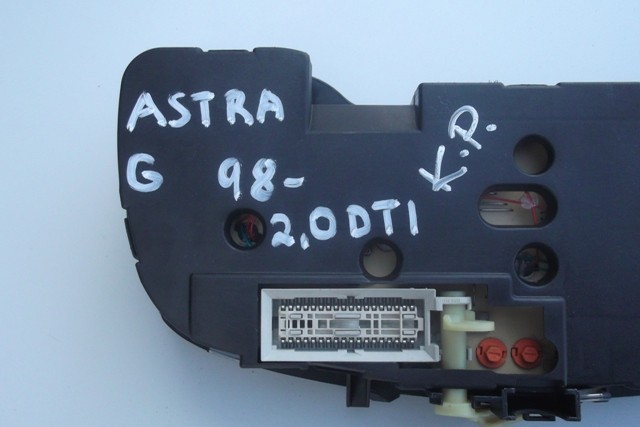 ASTRA
G 98-
2,0DTI
.R.